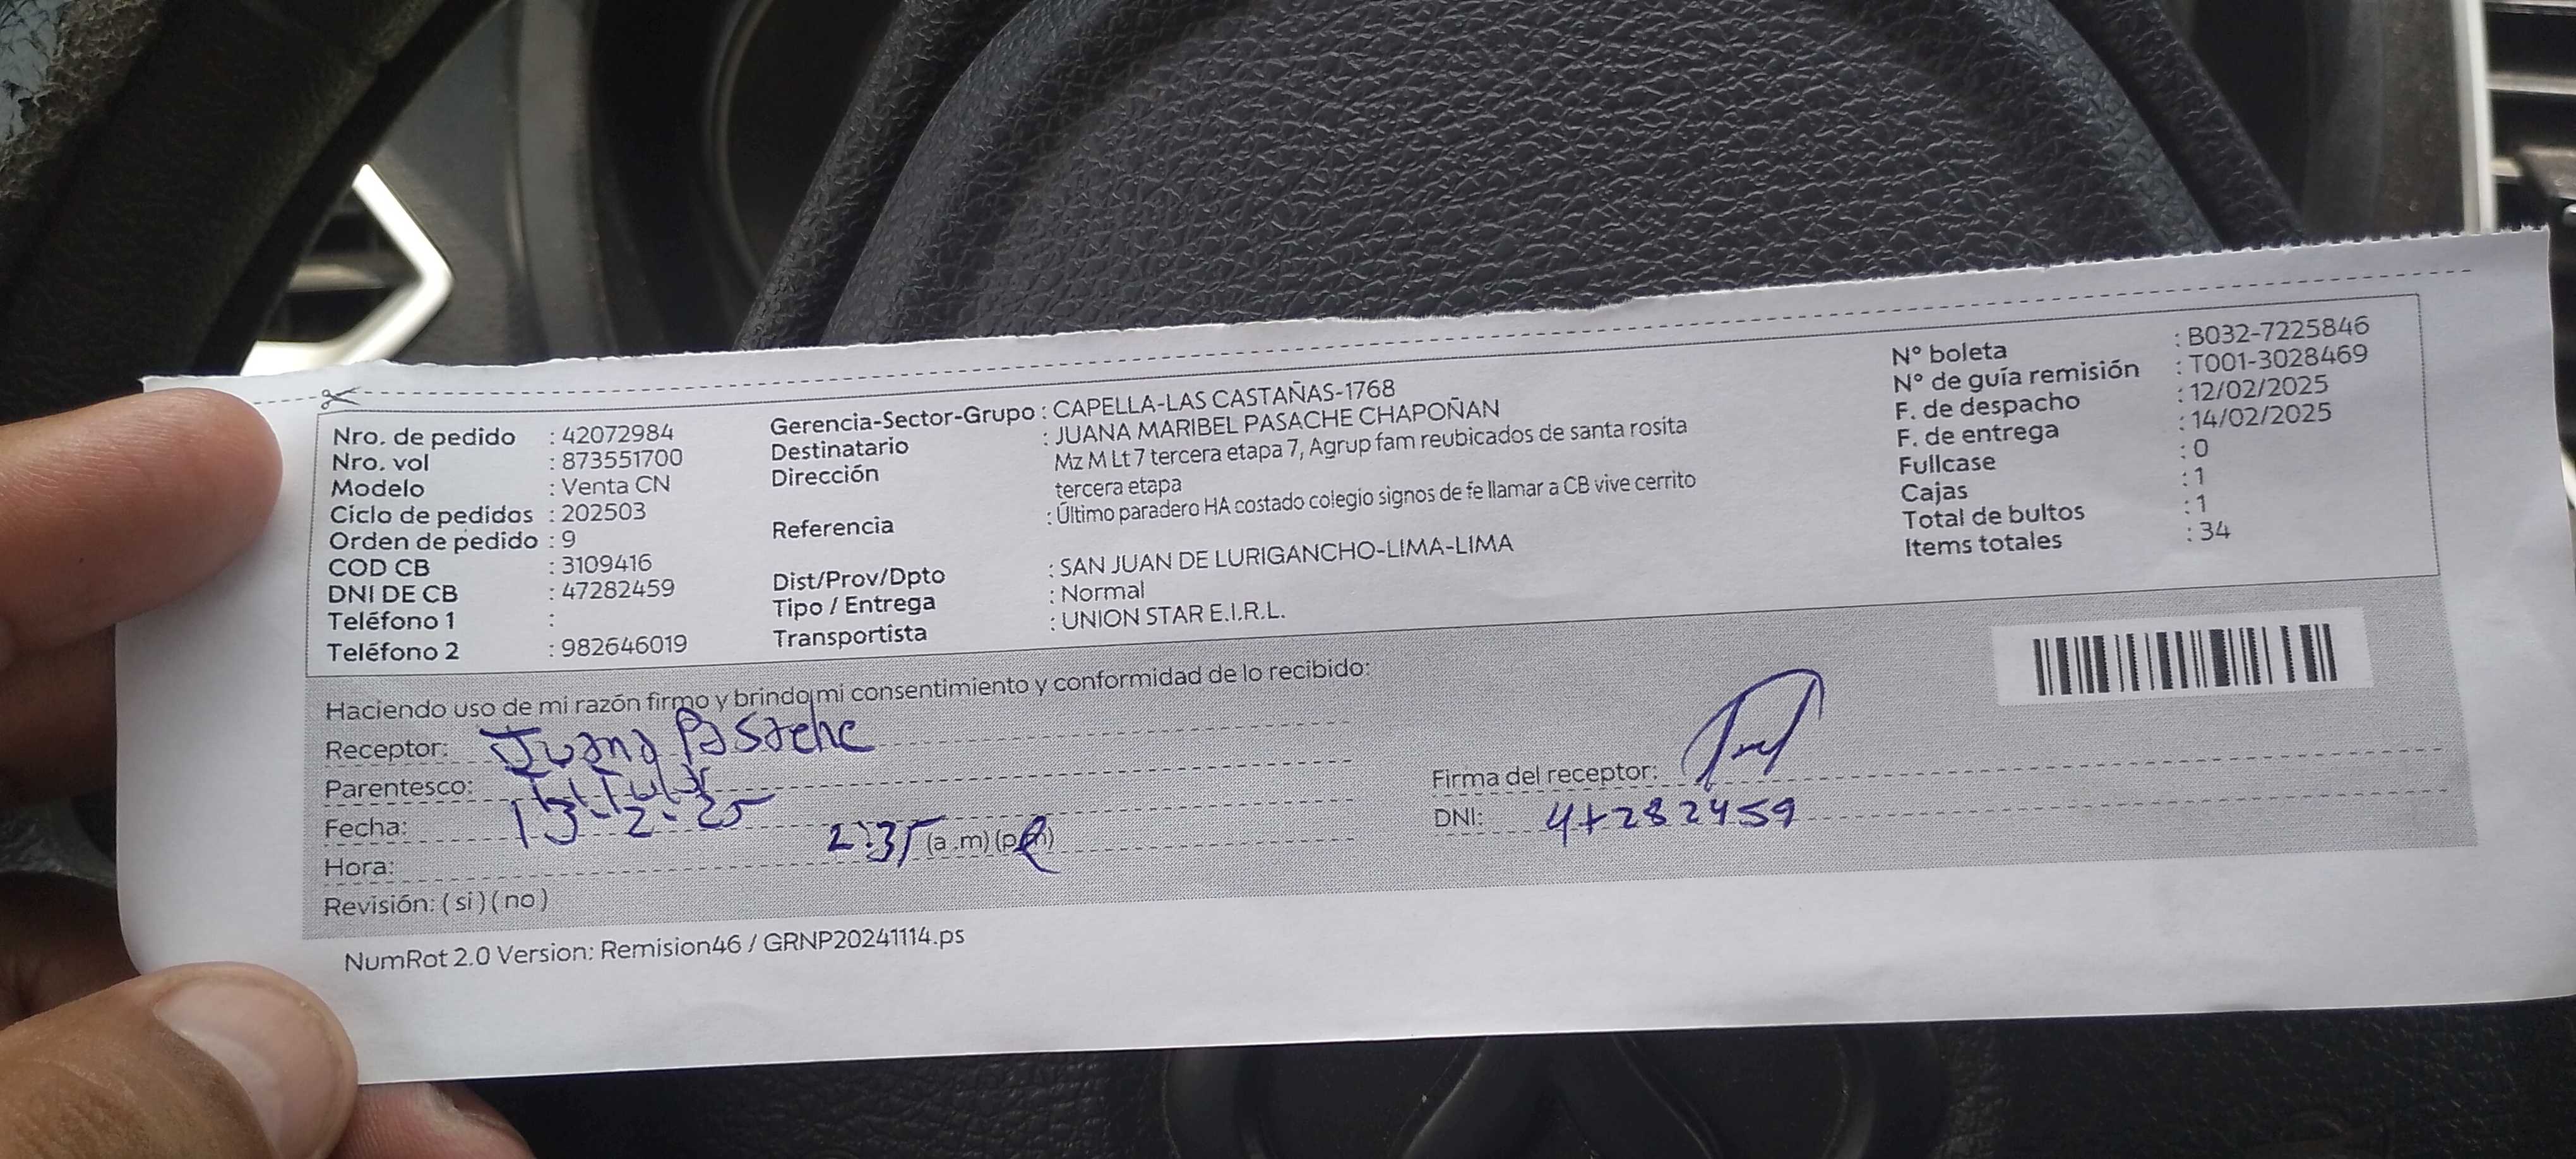 Nro. de pedido : 42072984
Nro. vol : 873551700
Modelo : Venta CN
Ciclo de pedidos : 202503
Orden de pedido : 9
COD CB : 3109416
DNI DE CB : 47282459
Teléfono 1 :
Teléfono 2 : 982646019
Gerencia-Sector-Grupo : CAPELLA-LAS CASTAÑAS-1768
Destinatario : JUANA MARIBEL PASACHE CHAPOÑAN
Dirección Mz M Lt 7 tercera etapa 7, Agrup fam reubicados de santa rosita
tercera etapa
Referencia : Último paradero HA costado colegio signos de fe llamar a CB vive cerrito
Dist/Prov/Dpto : SAN JUAN DE LURIGANCHO-LIMA-LIMA
Tipo / Entrega : Normal
Transportista : UNION STAR E.I.R.L.
N° boleta : B032-7225846
N° de guía remisión : T001-3028469
F. de despacho : 12/02/2025
F. de entrega : 14/02/2025
Fullcase : 0
Cajas : 1
Total de bultos : 1
Items totales : 34
Haciendo uso de mi razón firmo y brindo mi consentimiento y conformidad de lo recibido:
Receptor: Juana Pasache
Parentesco: Titular
Fecha: 13-2-25
Hora: 2:35 (a.m) (p.m)
Revisión: ( si ) ( no )
Firma del receptor:
DNI: 47282459
NumRot 2.0 Version: Remision46 / GRNP20241114.ps